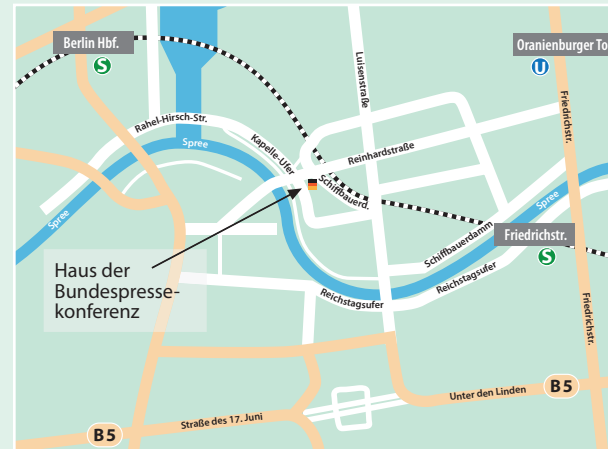 Berlin Hbf.
S
Oranienburger To
U
Luisenstraße
Friedrichstr.
Rahel-Hirsch-Str.
Kapelle-Ufer
Reinhardstraße
Spree
Schiffbauerd.
Spree
Spree
Schiffbauerdamm
Friedrichstr.
S
Haus der
Bundespresse-
konferenz
Reichstagsufer
Reichstagsufer
Friedrichstr.
Unter den Linden
B5
Straße des 17. Juni
B5